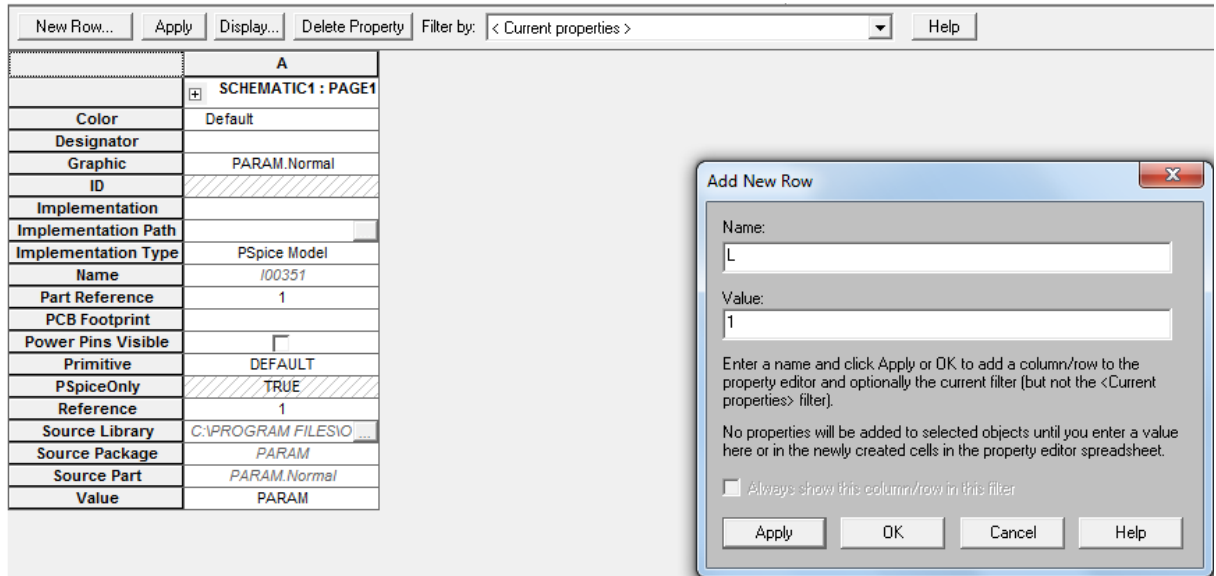 New Row... Apply Display... Delete Property Filter by: < Current properties > Help
A
SCHEMATIC1 : PAGE1
Color Default
Designator
Graphic PARAM.Normal
ID
Implementation
Implementation Path
Implementation Type PSpice Model
Name I00351
Part Reference 1
PCB Footprint
Power Pins Visible
Primitive DEFAULT
PSpiceOnly TRUE
Reference 1
Source Library C:\PROGRAM FILES\O ...
Source Package PARAM
Source Part PARAM.Normal
Value PARAM
Add New Row
Name:
L
Value:
1
Enter a name and click Apply or OK to add a column/row to the
property editor and optionally the current filter (but not the <Current
properties> filter).
No properties will be added to selected objects until you enter a value
here or in the newly created cells in the property editor spreadsheet.
Always show this column/row in this filter
Apply OK Cancel Help